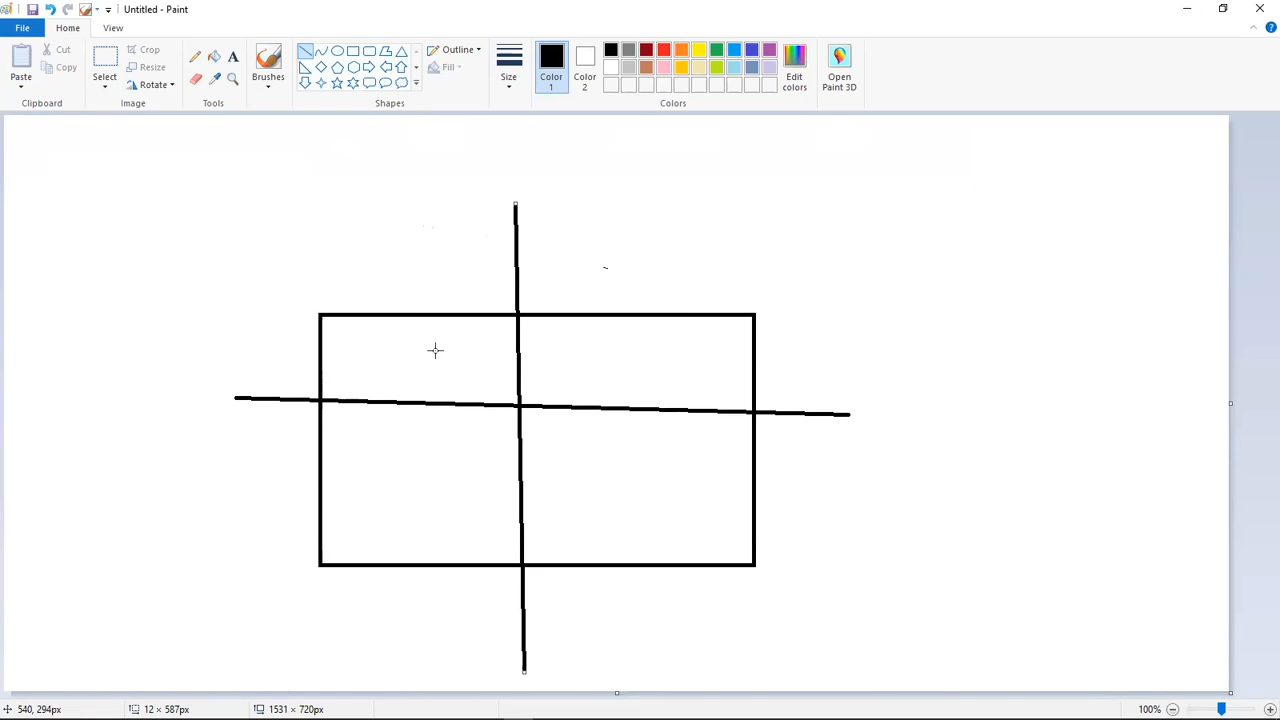 Untitled - Paint
File Home View
Paste
Cut
Copy
Clipboard
Select
Crop
Resize
Rotate
Image
A
Tools
Brushes
Outline
Fill
Shapes
Size
Color
1
Color
2
Edit
colors
Colors
Open
Paint 3D
540, 294px
12 × 587px
1531 × 720px
100%